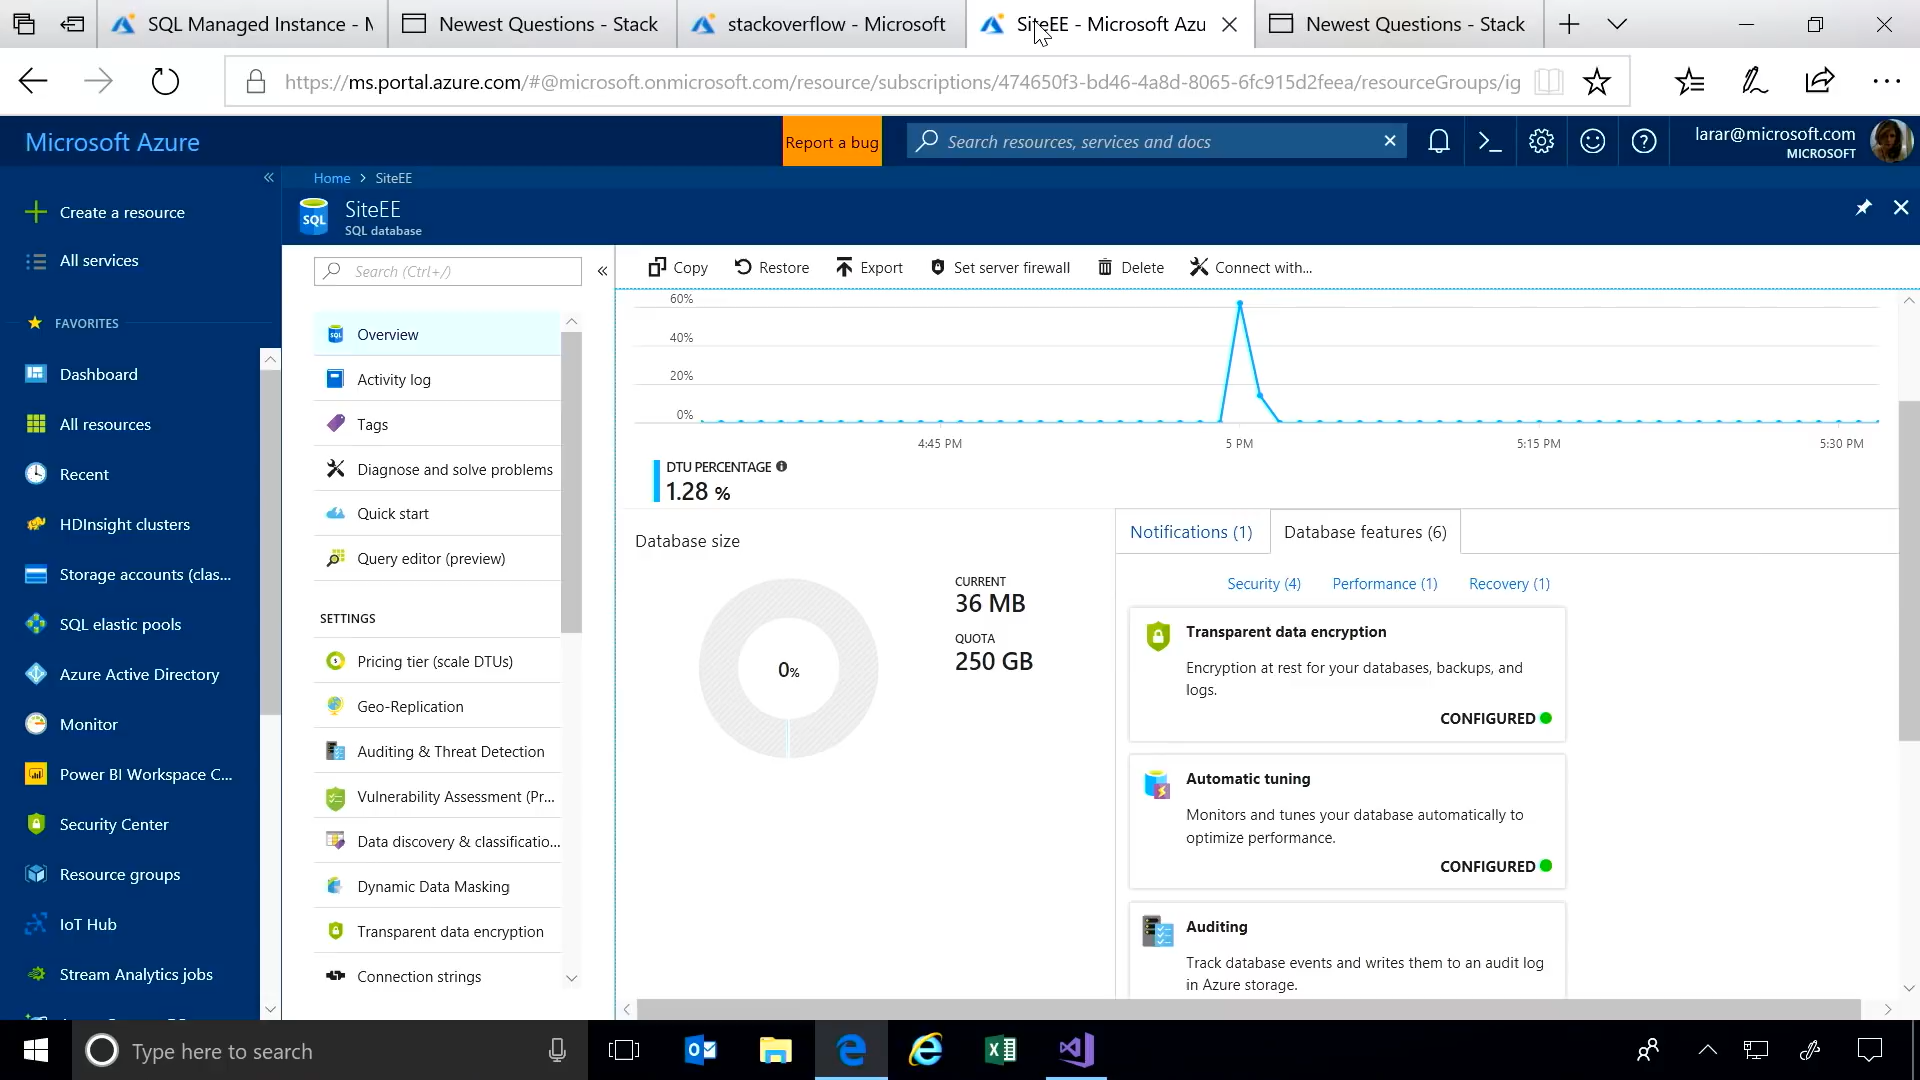 SQL Managed Instance - M
Newest Questions - Stack
stackoverflow - Microsoft
SiteEE - Microsoft Azu
Newest Questions - Stack
https://ms.portal.azure.com/#@microsoft.onmicrosoft.com/resource/subscriptions/474650f3-bd46-4a8d-8065-6fc915d2feea/resourceGroups/ig
Microsoft Azure
Report a bug
Search resources, services and docs
larar@microsoft.com
MICROSOFT
Home > SiteEE
Create a resource
All services
FAVORITES
Dashboard
All resources
Recent
HDInsight clusters
Storage accounts (clas...
SQL elastic pools
Azure Active Directory
Monitor
Power BI Workspace C...
Security Center
Resource groups
IoT Hub
Stream Analytics jobs
SQL
SiteEE
SQL database
Search (Ctrl+/)
Overview
Activity log
Tags
Diagnose and solve problems
Quick start
Query editor (preview)
SETTINGS
Pricing tier (scale DTUs)
Geo-Replication
Auditing & Threat Detection
Vulnerability Assessment (Pr...
Data discovery & classificatio...
Dynamic Data Masking
Transparent data encryption
Connection strings
Copy
Restore
Export
Set server firewall
Delete
Connect with...
60%
40%
20%
0%
4:45 PM
5 PM
5:15 PM
5:30 PM
DTU PERCENTAGE
1.28 %
Database size
0%
CURRENT
36 MB
QUOTA
250 GB
Notifications (1)
Database features (6)
Security (4)
Performance (1)
Recovery (1)
Transparent data encryption
Encryption at rest for your databases, backups, and
logs.
CONFIGURED
Automatic tuning
Monitors and tunes your database automatically to
optimize performance.
CONFIGURED
Auditing
Track database events and writes them to an audit log
in Azure storage.
Type here to search